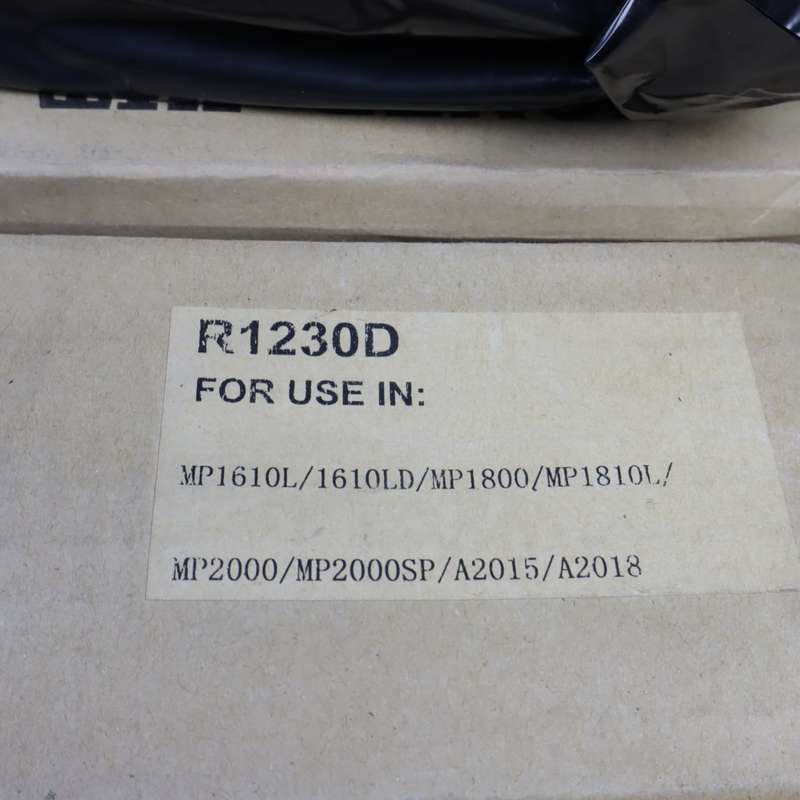 R1230D
FOR USE IN:
MP1610L/1610LD/MP1800/MP1810L/
MP2000/MP2000SP/A2015/A2018